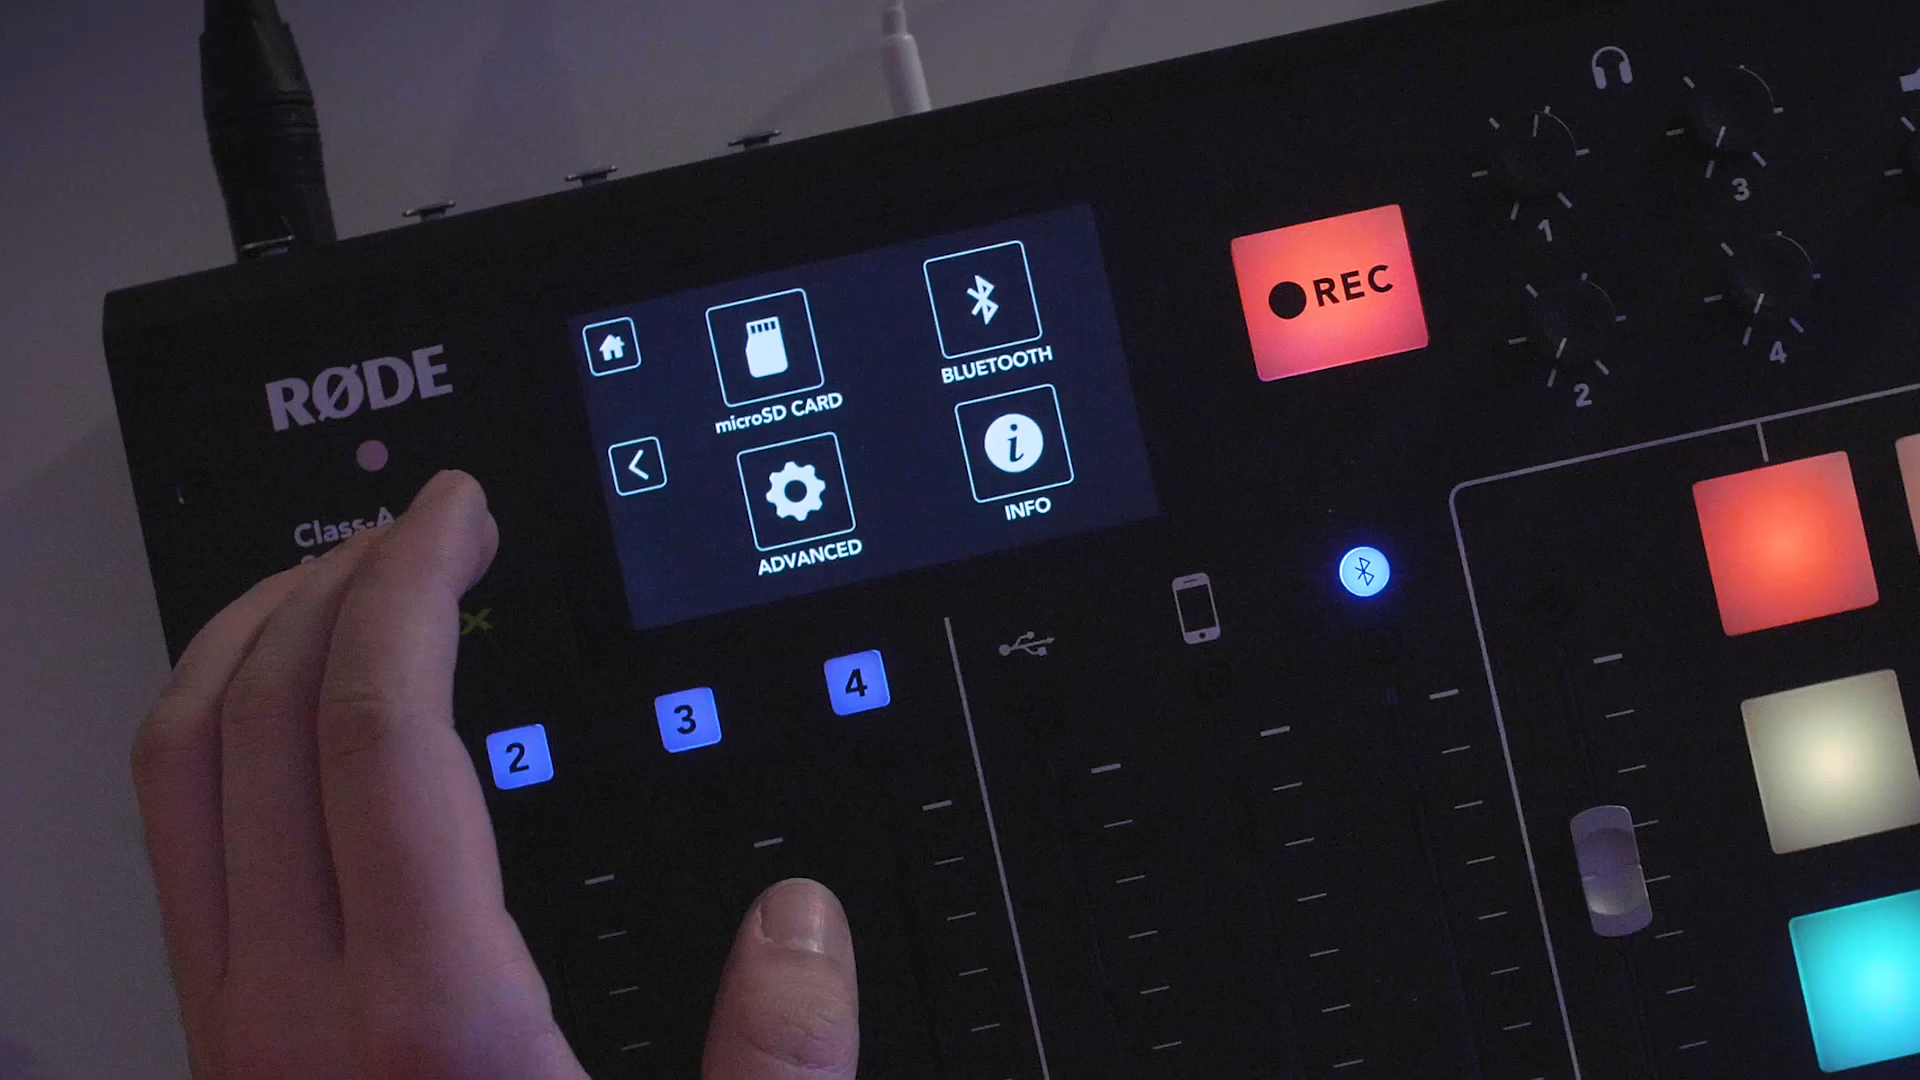 RØDE
Class-A
x
microSD CARD
BLUETOOTH
ADVANCED
i
INFO
REC
1
2
3
4
2
3
4